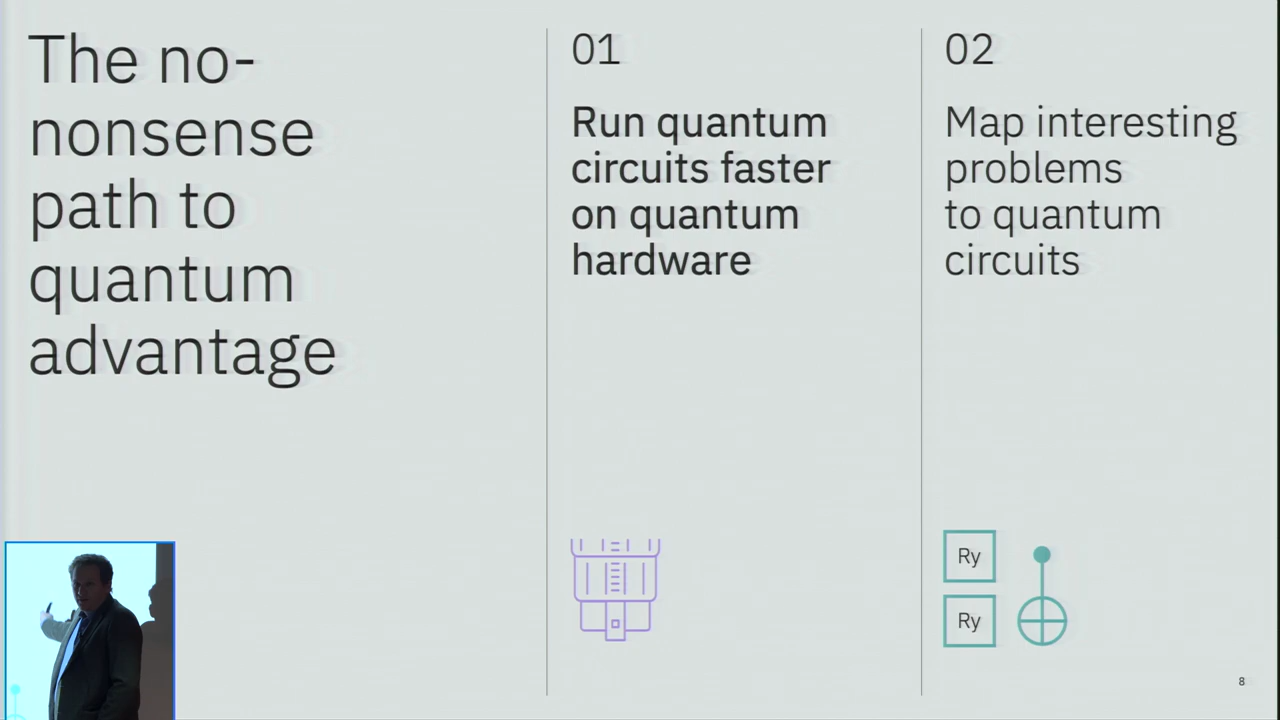 The no-
nonsense
path to
quantum
advantage
01
Run quantum
circuits faster
on quantum
hardware
02
Map interesting
problems
to quantum
circuits
Ry
Ry
8